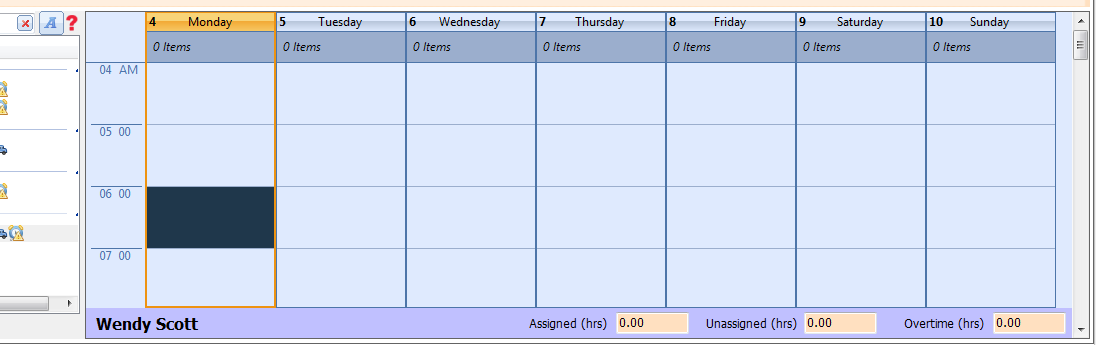 A ? 4 Monday 5 Tuesday 6 Wednesday 7 Thursday 8 Friday 9 Saturday 10 Sunday
0 Items 0 Items 0 Items 0 Items 0 Items 0 Items 0 Items
04 AM
05 00
06 00
07 00
Wendy Scott Assigned (hrs) 0.00 Unassigned (hrs) 0.00 Overtime (hrs) 0.00